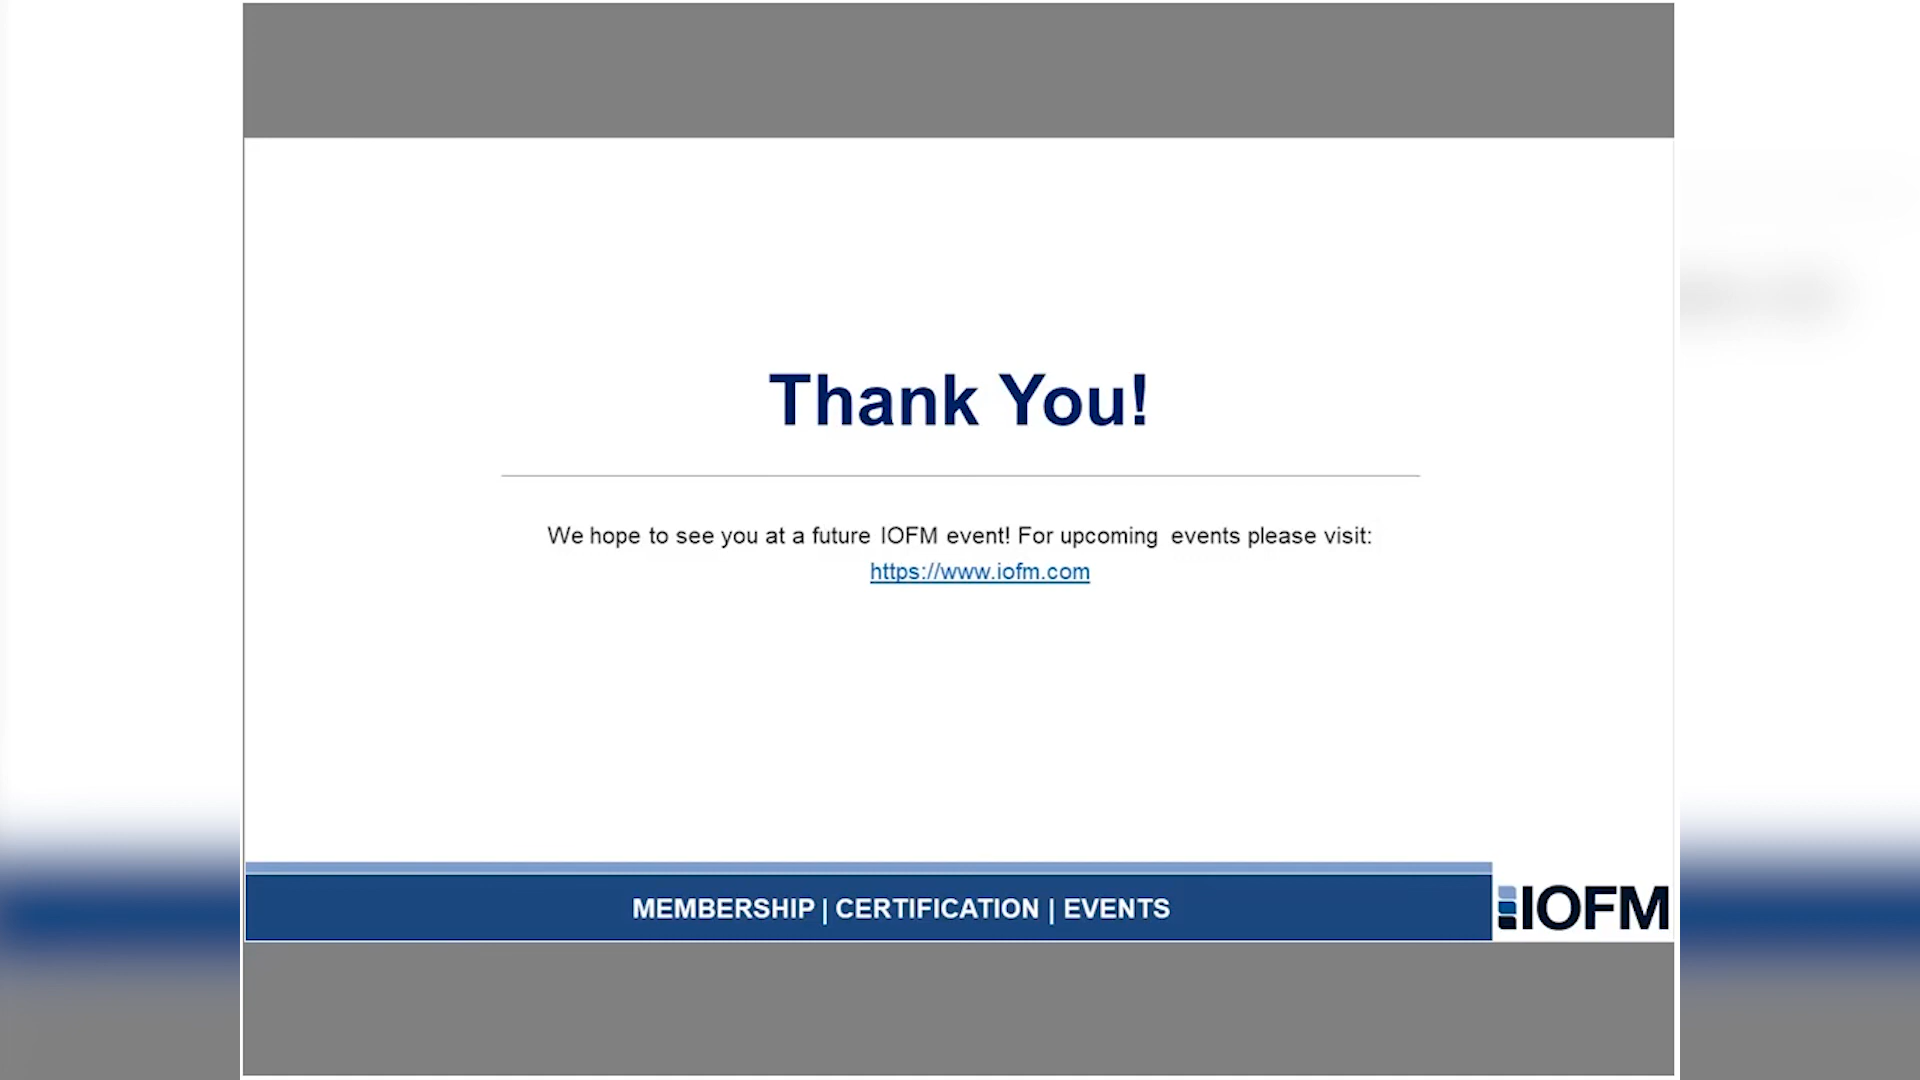 Thank You!
We hope to see you at a future IOFM event! For upcoming events please visit:
https://www.iofm.com
MEMBERSHIP | CERTIFICATION | EVENTS
IOFM